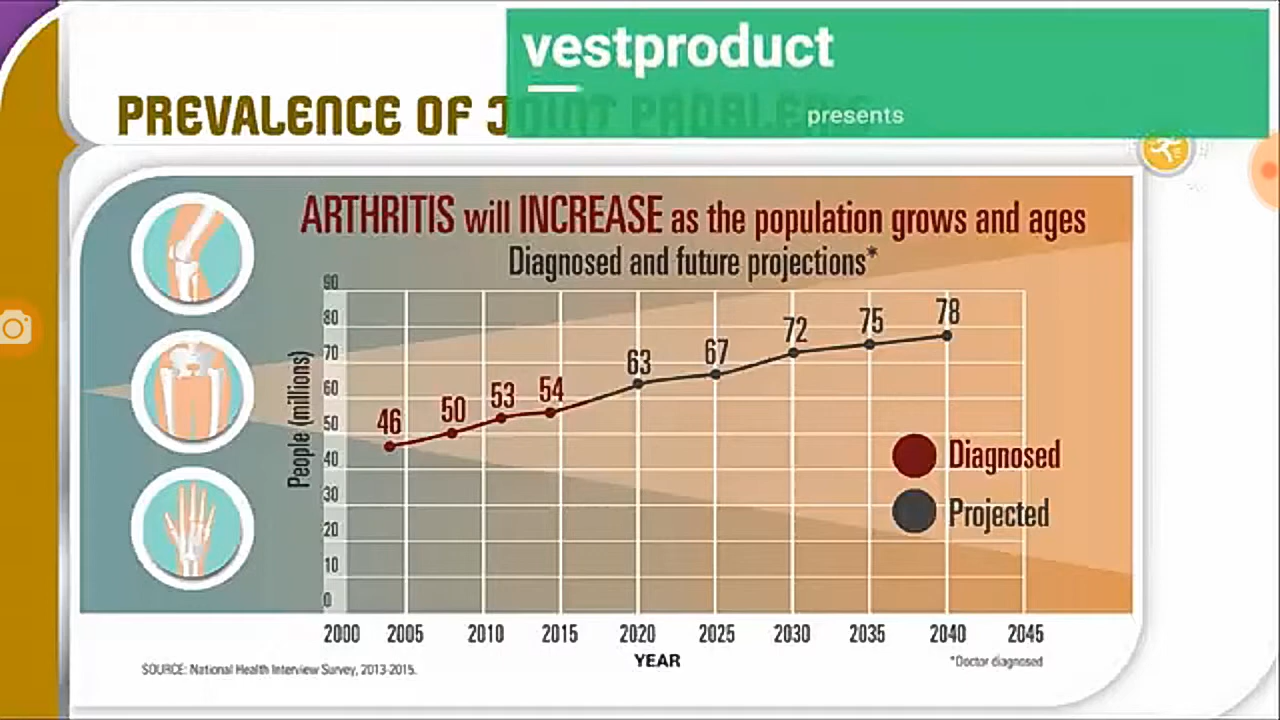 vestproduct
presents
PREVALENCE OF JOINT PROBLEMS
ARTHRITIS will INCREASE as the population grows and ages
Diagnosed and future projections*
90
80
70
60
50
40
30
20
10
0
People (millions)
46
50
53
54
63
67
72
75
78
Diagnosed
Projected
2000 2005 2010 2015 2020 2025 2030 2035 2040 2045
YEAR
SOURCE: National Health Interview Survey, 2013-2015.
*Doctor diagnosed